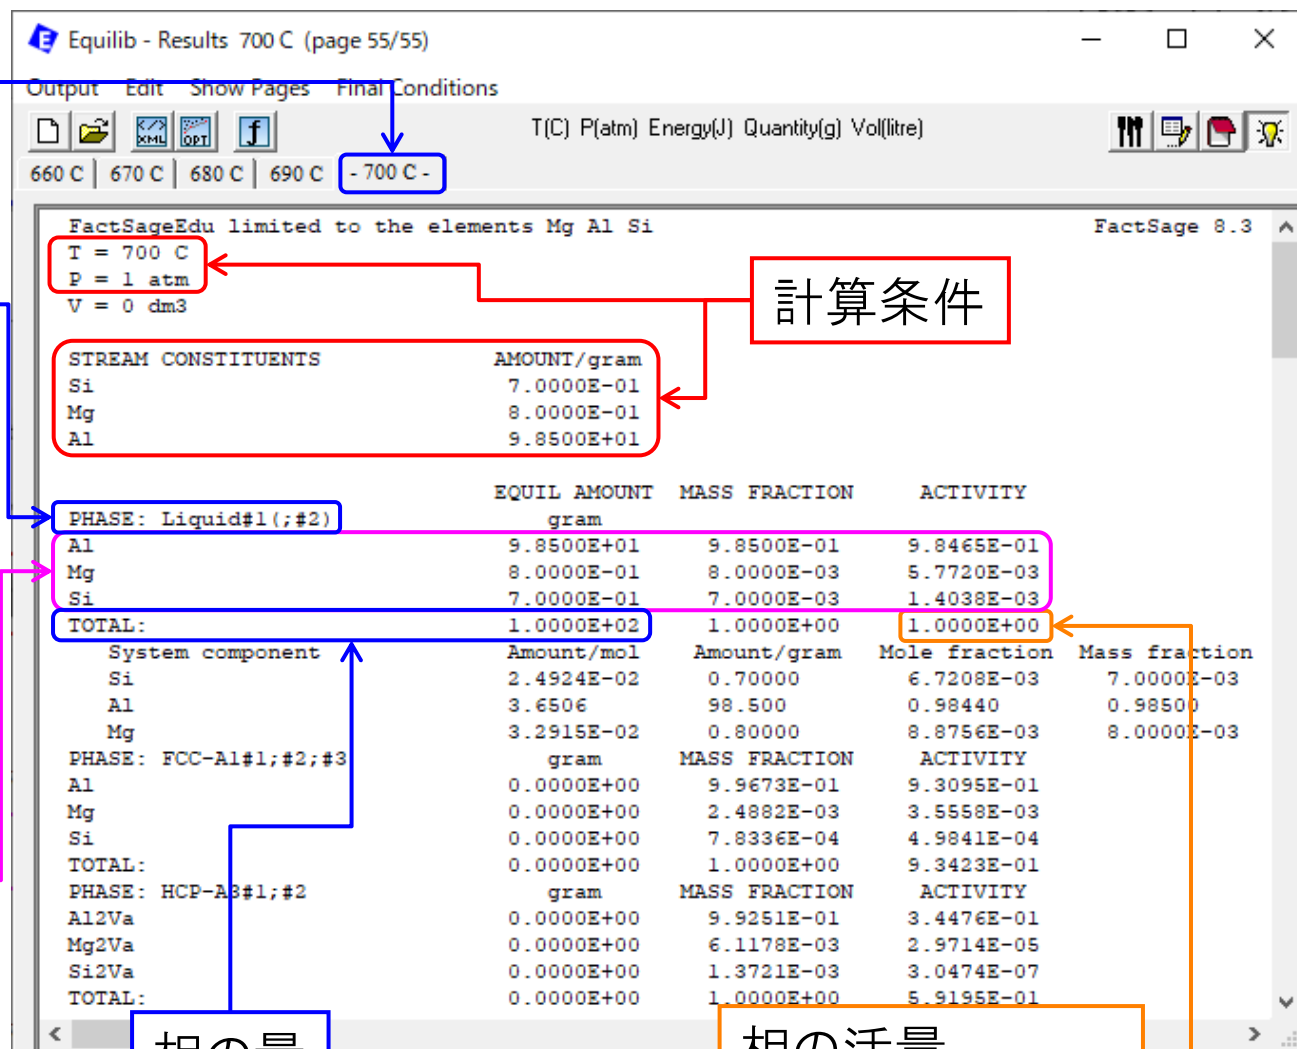 Equilib - Results 700 C (page 55/55)
Output Edit Show Pages Final Conditions
T(C) P(atm) Energy(J) Quantity(g) Vol(litre)
660 C 670 C 680 C 690 C - 700 C -
FactSageEdu limited to the elements Mg Al Si FactSage 8.3
T = 700 C
P = 1 atm
V = 0 dm3
計算条件
STREAM CONSTITUENTS AMOUNT/gram
Si 7.0000E-01
Mg 8.0000E-01
Al 9.8500E+01
EQUIL AMOUNT MASS FRACTION ACTIVITY
PHASE: Liquid#1(;#2) gram
Al 9.8500E+01 9.8500E-01 9.8465E-01
Mg 8.0000E-01 8.0000E-03 5.7720E-03
Si 7.0000E-01 7.0000E-03 1.4038E-03
TOTAL: 1.0000E+02 1.0000E+00 1.0000E+00
System component Amount/mol Amount/gram Mole fraction Mass fraction
Si 2.4924E-02 0.70000 6.7208E-03 7.0000E-03
Al 3.6506 98.500 0.98440 0.98500
Mg 3.2915E-02 0.80000 8.8756E-03 8.0000E-03
PHASE: FCC-A1#1;#2;#3 gram MASS FRACTION ACTIVITY
Al 0.0000E+00 9.9673E-01 9.3095E-01
Mg 0.0000E+00 2.4882E-03 3.5558E-03
Si 0.0000E+00 7.8336E-04 4.9841E-04
TOTAL: 0.0000E+00 1.0000E+00 9.3423E-01
PHASE: HCP-A3#1;#2 gram MASS FRACTION ACTIVITY
Al2Va 0.0000E+00 9.9251E-01 3.4476E-01
Mg2Va 0.0000E+00 6.1178E-03 2.9714E-05
Si2Va 0.0000E+00 1.3721E-03 3.0474E-07
TOTAL: 0.0000E+00 1.0000E+00 5.9195E-01
相の量
相の活量